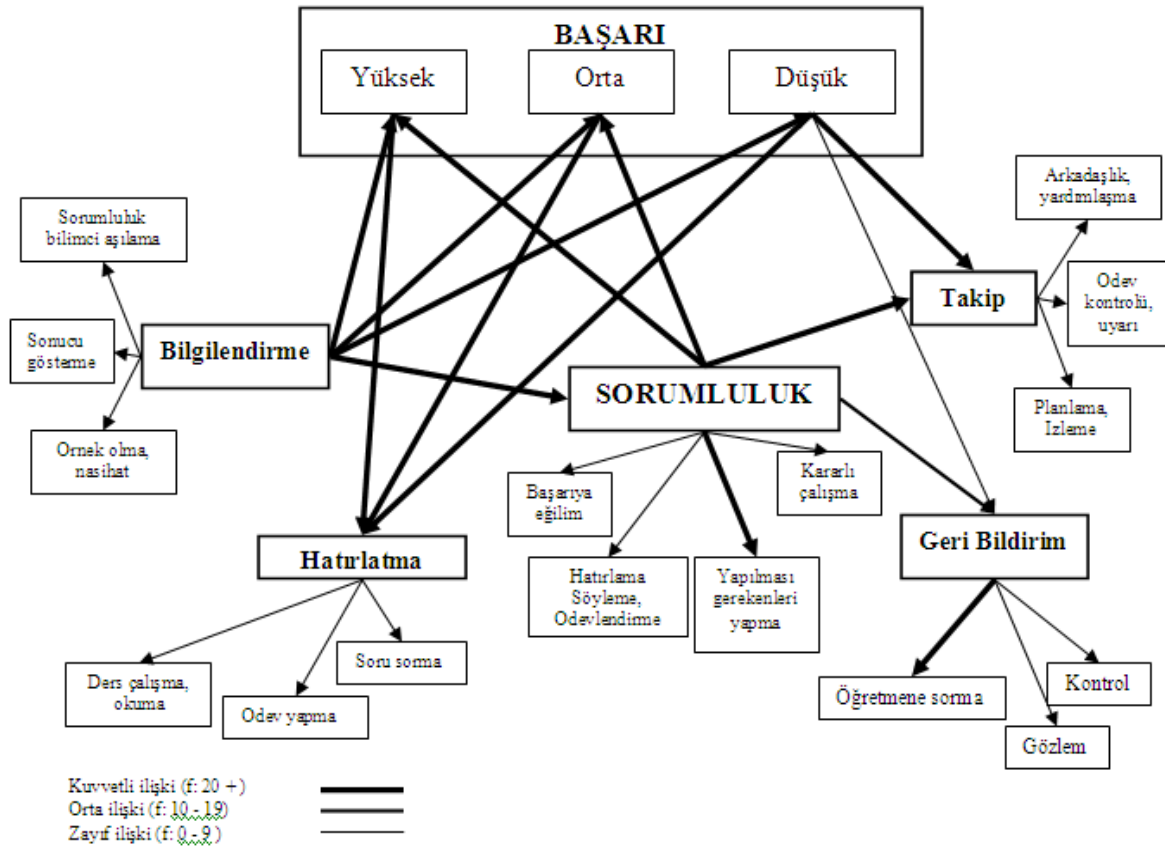 BAŞARI
Yüksek
Orta
Düşük
Arkadaşlık,
yardımlaşma
Sorumluluk
bilimci aşılama
Takip
Odev
kontrolü,
uyarı
Sonucu
gösterme
Bilgilendirme
SORUMLULUK
Planlama,
Izleme
Ornek olma,
nasihat
Başarıya
eğilim
Kararlı
çalışma
Hatırlatma
Geri Bildirim
Hatırlama
Söyleme,
Odevlendirme
Yapılması
gerekenleri
yapma
Soru sorma
Ders çalışma,
okuma
Odev yapma
Öğretmene sorma
Kontrol
Gözlem
Kuvvetli ilişki (f: 20 +)
Orta ilişki (f: 10 - 19)
Zayıf ilişki (f: 0 - 9 )